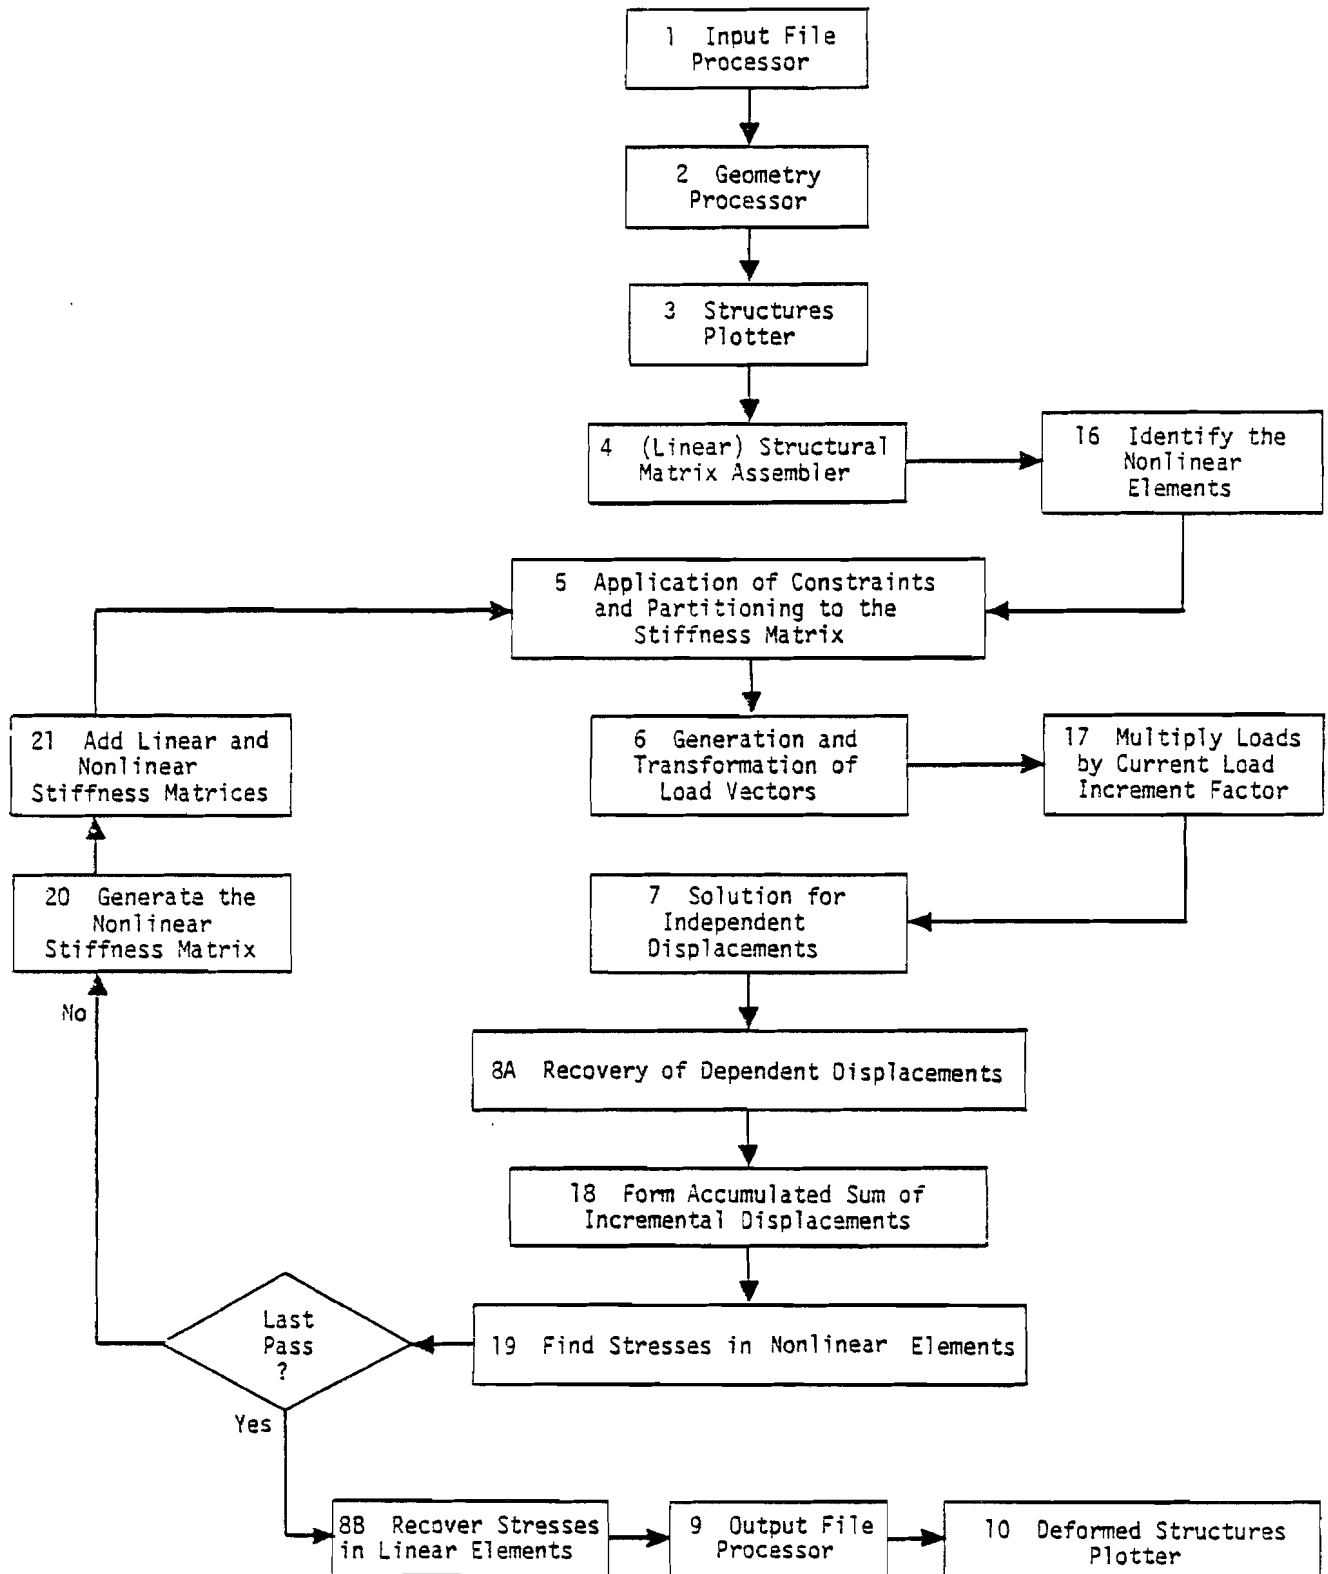 1 Input File
Processor
2 Geometry
Processor
3 Structures
Plotter
4 (Linear) Structural
Matrix Assembler
16 Identify the
Nonlinear
Elements
5 Application of Constraints
and Partitioning to the
Stiffness Matrix
21 Add Linear and
Nonlinear
Stiffness Matrices
6 Generation and
Transformation of
Load Vectors
17 Multiply Loads
by Current Load
Increment Factor
20 Generate the
Nonlinear
Stiffness Matrix
7 Solution for
Independent
Displacements
No
8A Recovery of Dependent Displacements
18 Form Accumulated Sum of
Incremental Displacements
Last
Pass
?
19 Find Stresses in Nonlinear Elements
Yes
8B Recover Stresses
in Linear Elements
9 Output File
Processor
10 Deformed Structures
Plotter